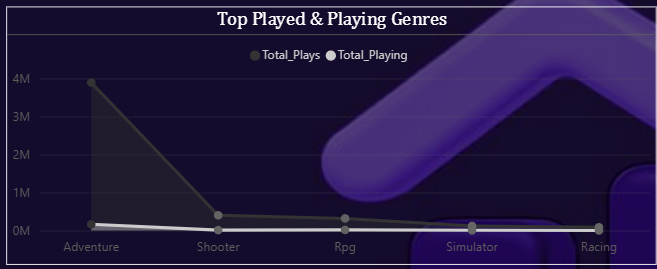 Top Played & Playing Genres
Total_Plays Total_Playing
4M
3M
2M
1M
0M
Adventure Shooter Rpg Simulator Racing